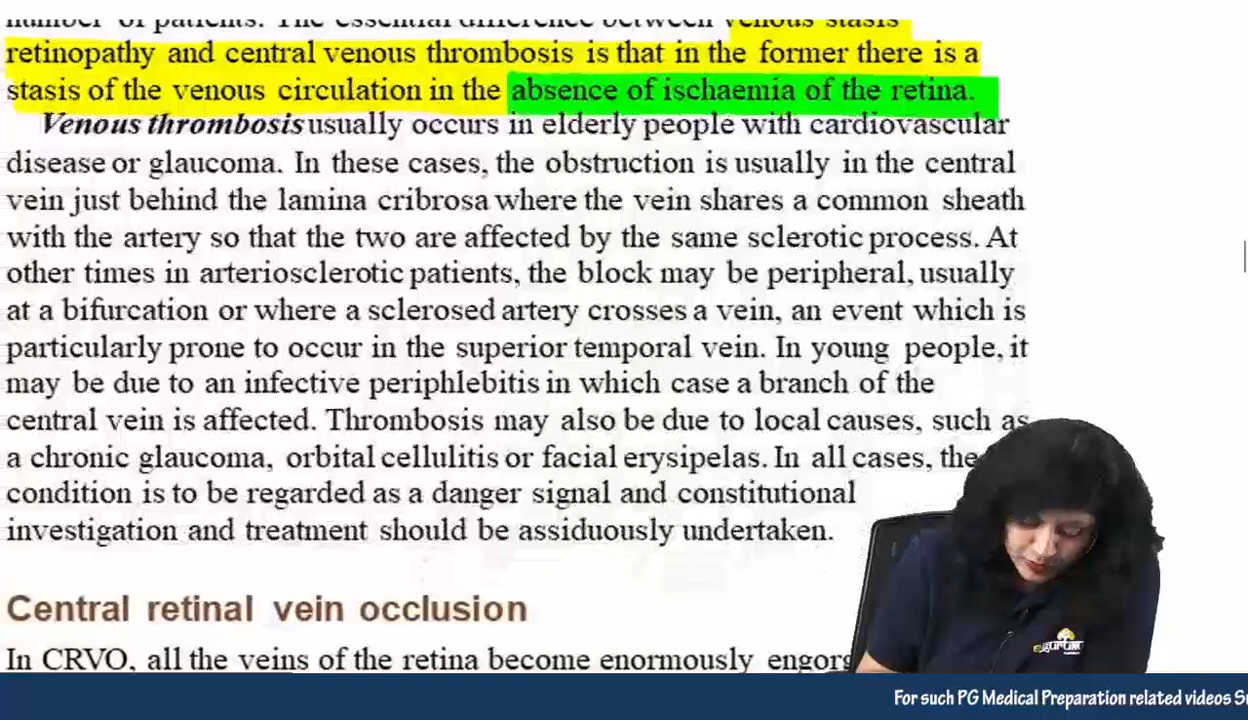 number of patients. The essential difference between venous stasis
retinopathy and central venous thrombosis is that in the former there is a
stasis of the venous circulation in the absence of ischaemia of the retina.
Venous thrombosis usually occurs in elderly people with cardiovascular
disease or glaucoma. In these cases, the obstruction is usually in the central
vein just behind the lamina cribrosa where the vein shares a common sheath
with the artery so that the two are affected by the same sclerotic process. At
other times in arteriosclerotic patients, the block may be peripheral, usually
at a bifurcation or where a sclerosed artery crosses a vein, an event which is
particularly prone to occur in the superior temporal vein. In young people, it
may be due to an infective periphlebitis in which case a branch of the
central vein is affected. Thrombosis may also be due to local causes, such as
a chronic glaucoma, orbital cellulitis or facial erysipelas. In all cases, the
condition is to be regarded as a danger signal and constitutional
investigation and treatment should be assiduously undertaken.
Central retinal vein occlusion
In CRVO, all the veins of the retina become enormously
For such PG Medical Preparation related videos